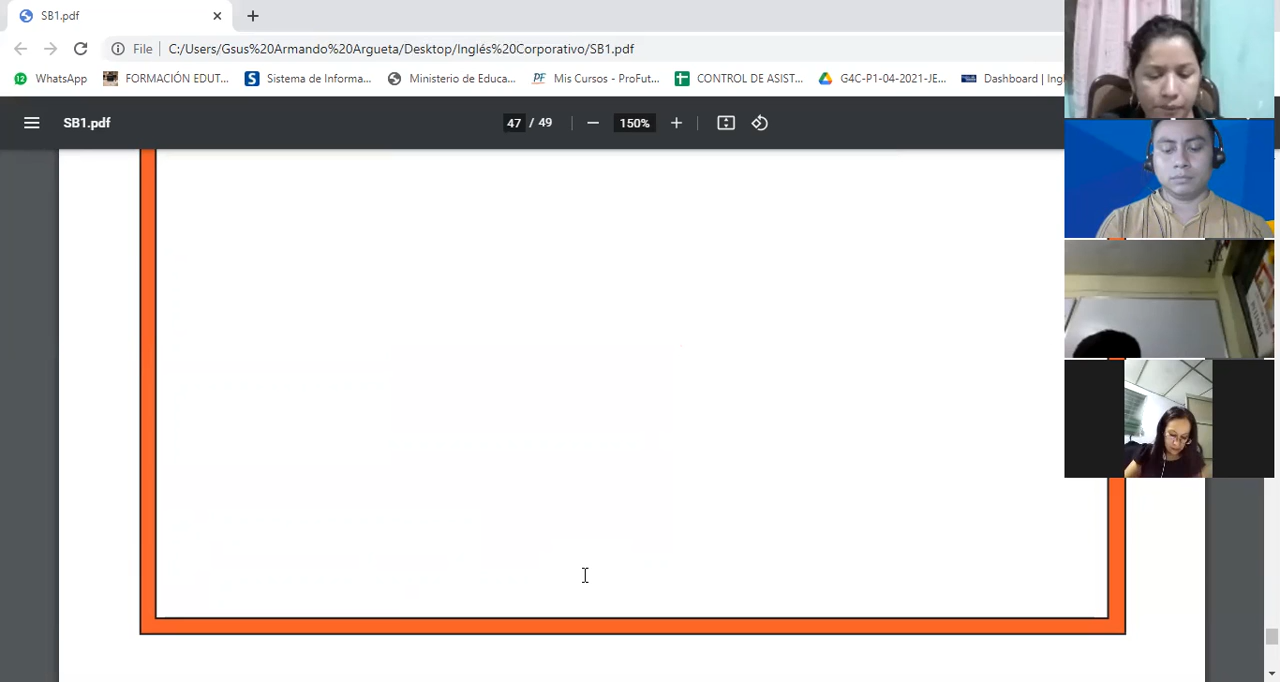 SB1.pdf
File C:/Users/Gsus%20Armando%20Argueta/Desktop/Inglés%20Corporativo/SB1.pdf
WhatsApp FORMACIÓN EDUT... Sistema de Informa... Ministerio de Educa... Mis Cursos - ProFut... CONTROL DE ASIST... G4C-P1-04-2021-JE... Dashboard | Ing
SB1.pdf 47 / 49 150%